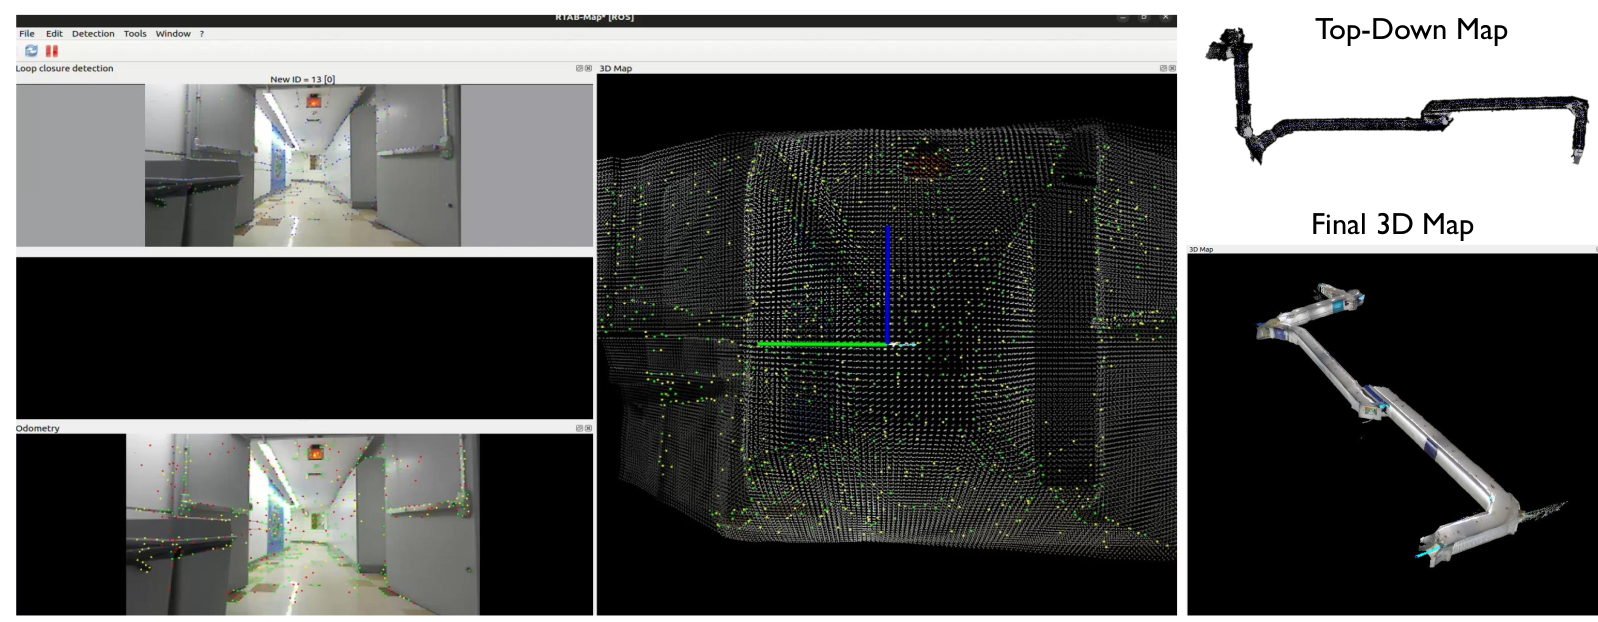 RTAB-Map* [ROS]
File Edit Detection Tools Window ?
Loop closure detection
New ID = 13 [0]
Odometry
3D Map
Top-Down Map
Final 3D Map
3D Map